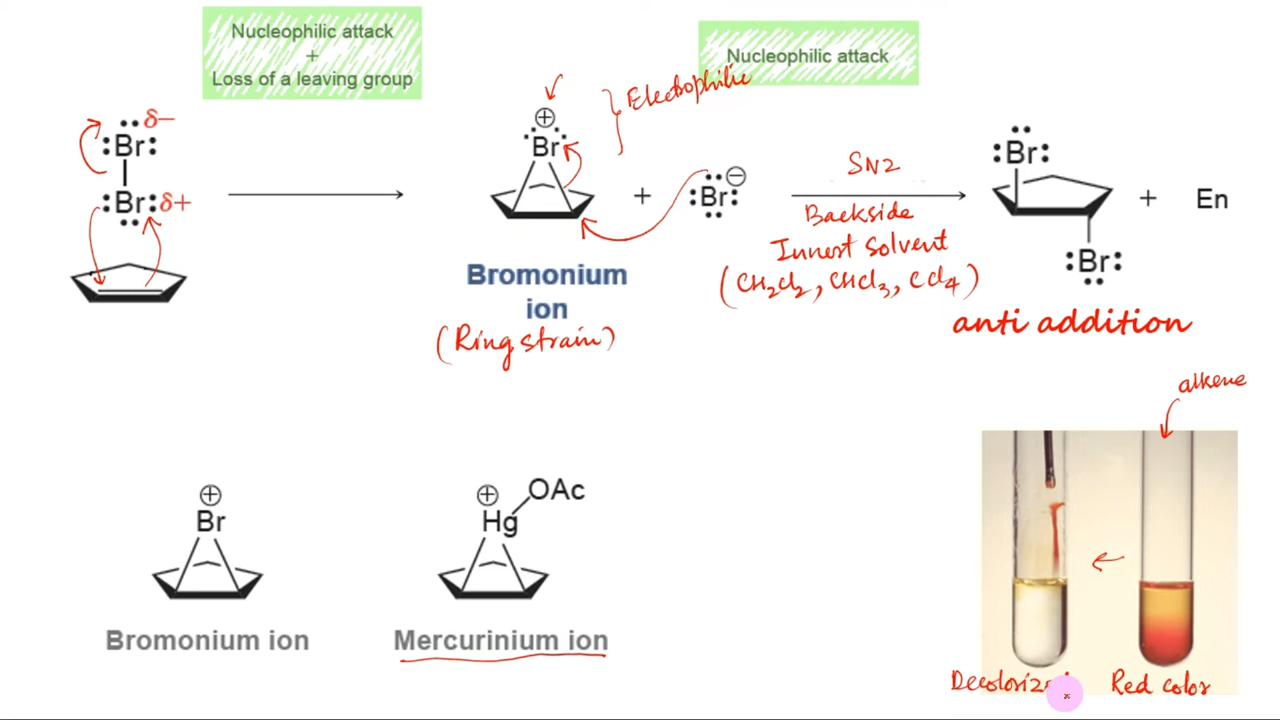 Nucleophilic attack
+
Loss of a leaving group
Nucleophilic attack
Electrophilic
:Br: δ−
:Br: δ+
⊕
Br
+
:Br: ⊖
SN2
Backside
Innert Solvent
(CH2Cl2, CHCl3, CCl4)
:Br:
:Br:
+ En
Bromonium
ion
(Ring strain)
anti addition
alkene
⊕
Br
Bromonium ion
⊕
Hg
OAc
Mercurinium ion
Red color